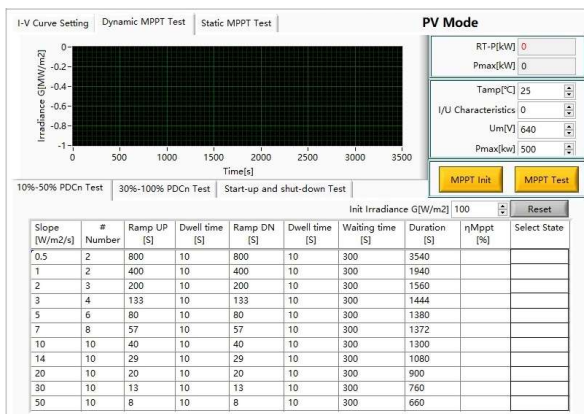 I-V Curve Setting Dynamic MPPT Test Static MPPT Test PV Mode
RT-P[kW] 0
Pmax[kW] 0
Tamp[℃] 25
I/U Characteristics 0
Um[V] 640
Pmax[kw] 500
MPPT Init MPPT Test
Irradiance G[MW/m2]
0-
-0.2-
-0.4-
-0.6-
-0.8-
-1-
0 500 1000 1500 2000 2500 3000 3500
Time[s]
10%-50% PDCn Test 30%-100% PDCn Test Start-up and shut-down Test
Init Irradiance G[W/m2] 100 Reset
Slope [W/m2/s] # Number Ramp UP [S] Dwell time [S] Ramp DN [S] Dwell time [S] Waiting time [S] Duration [S] ηMppt [%] Select State
0.5 2 800 10 800 10 300 3540
1 2 400 10 400 10 300 1940
2 3 200 10 200 10 300 1560
3 4 133 10 133 10 300 1444
5 6 80 10 80 10 300 1380
7 8 57 10 57 10 300 1372
10 10 40 10 40 10 300 1300
14 10 29 10 29 10 300 1080
20 10 20 10 20 10 300 900
30 10 13 10 13 10 300 760
50 10 8 10 8 10 300 660